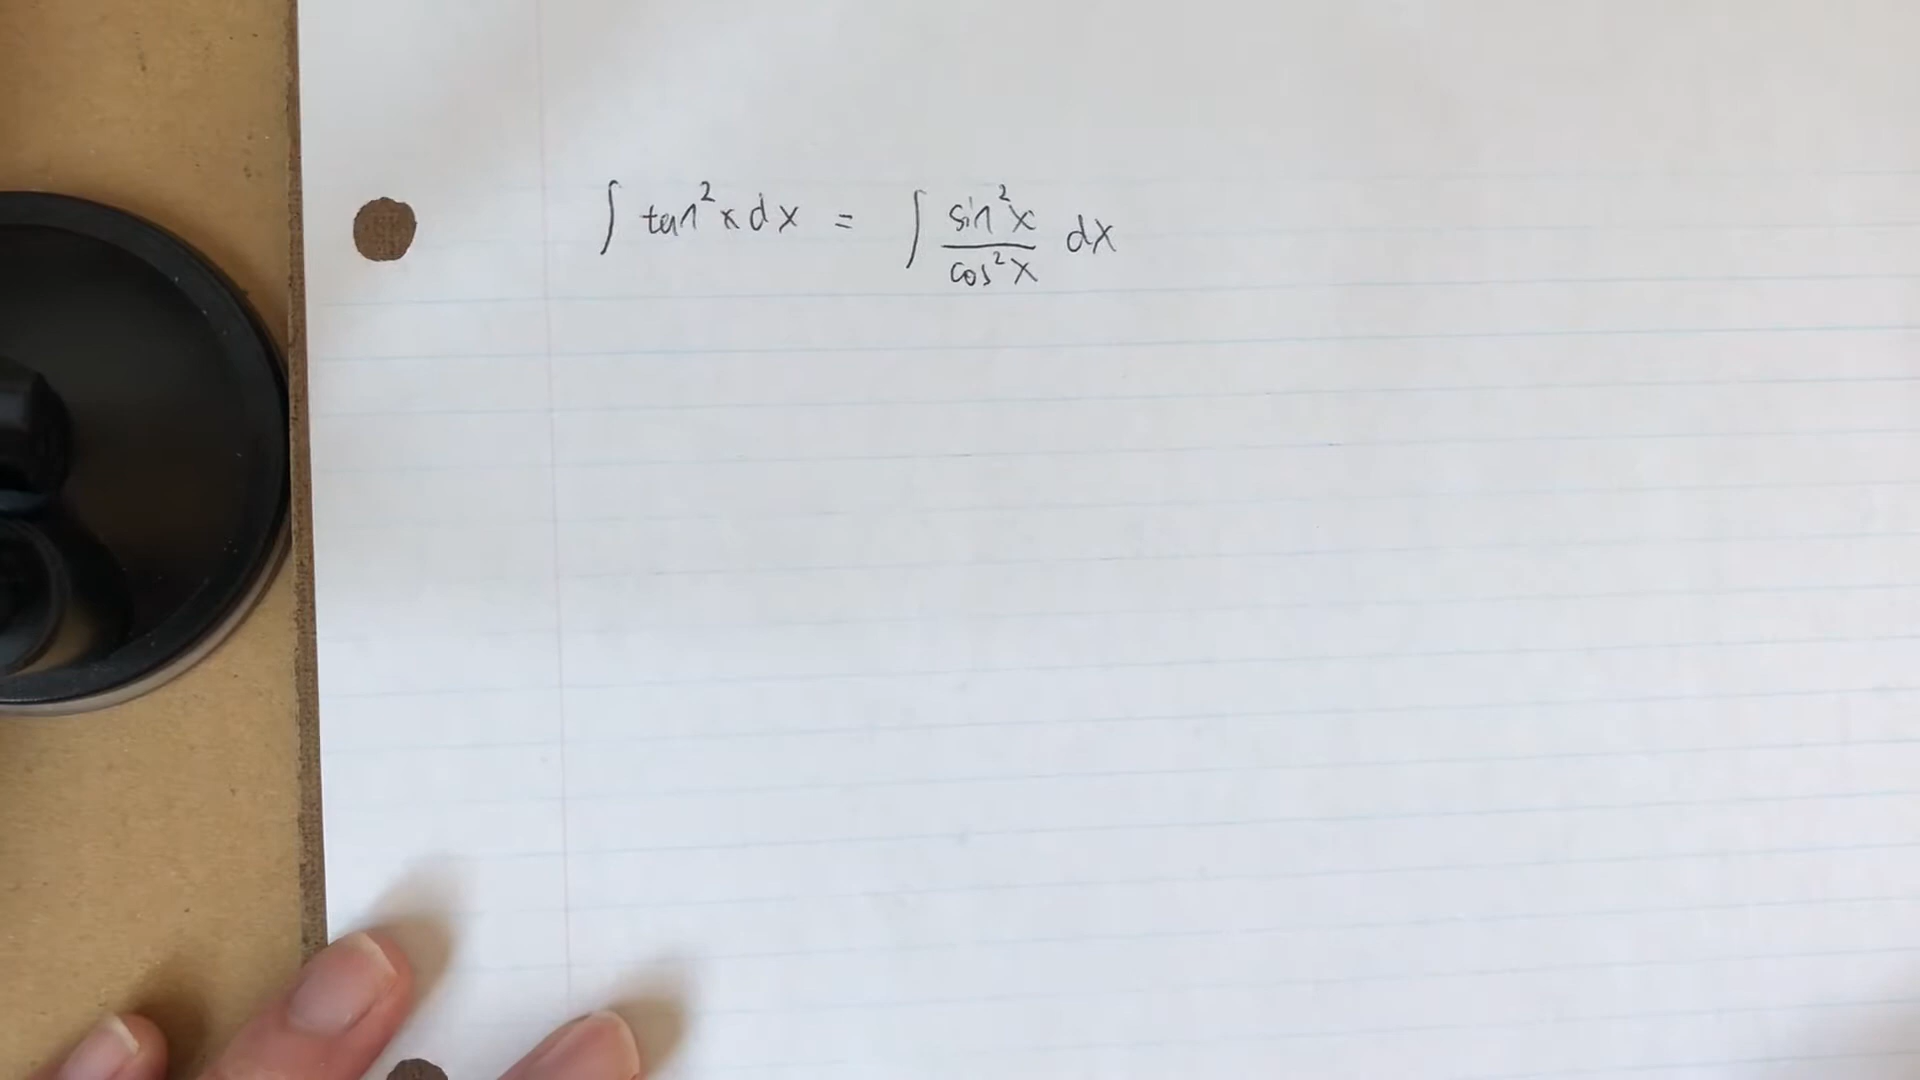 ∫ tan²x dx = ∫ sin²x/cos²x dx